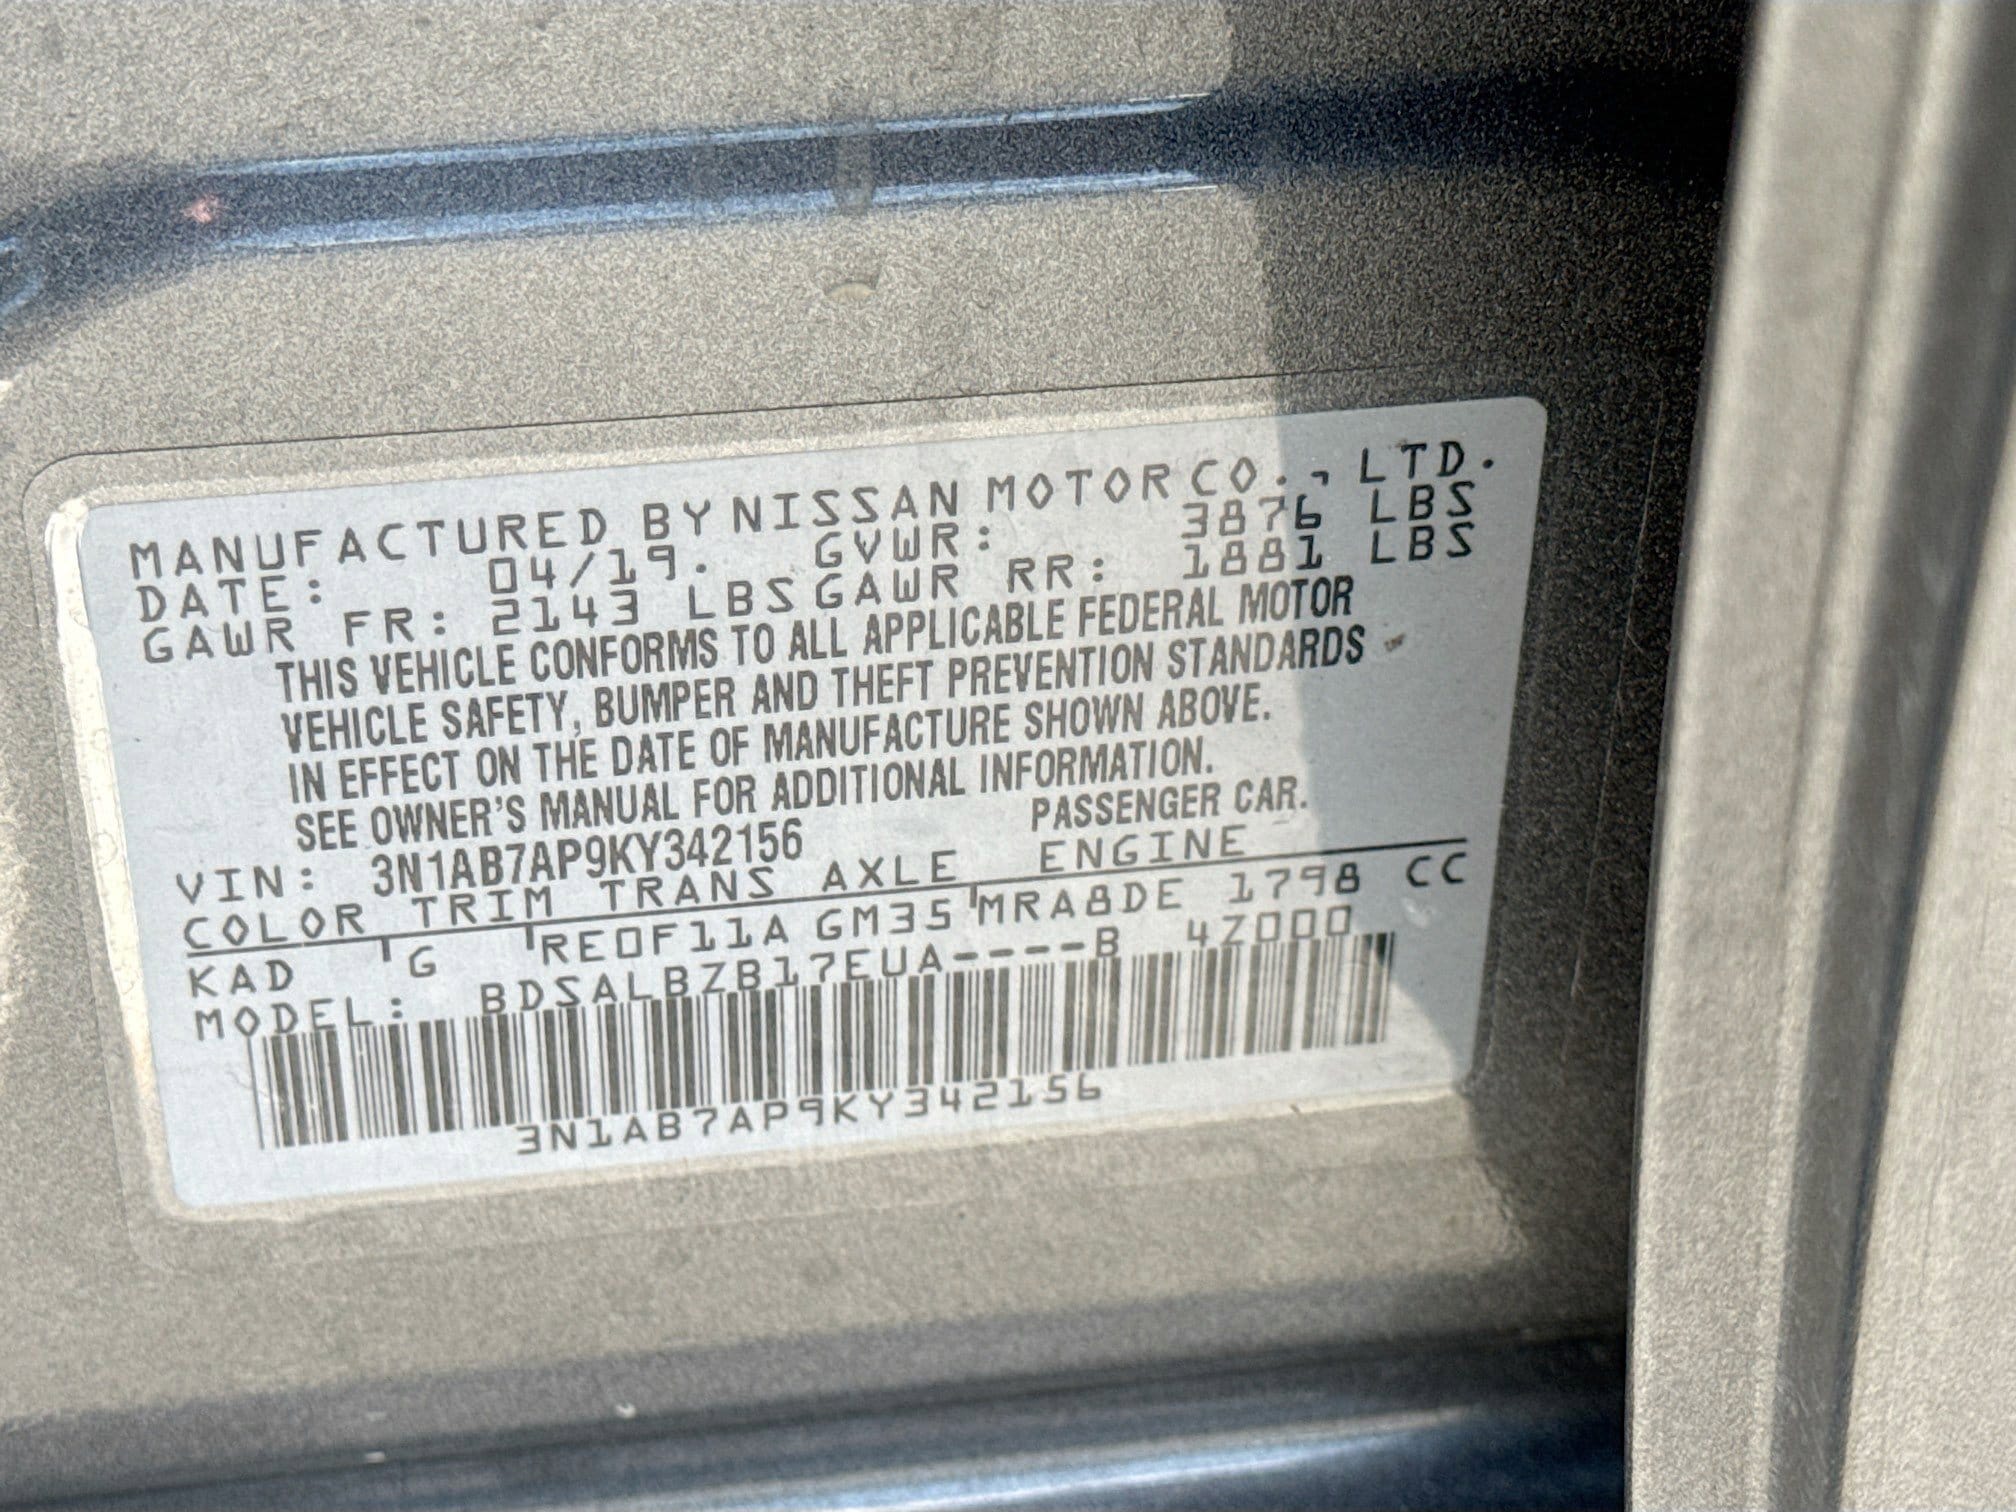 MANUFACTURED BY NISSAN MOTOR CO., LTD.
DATE: 04/19. GVWR: 3876 LBS
GAWR FR: 2143 LBS GAWR RR: 1881 LBS
THIS VEHICLE CONFORMS TO ALL APPLICABLE FEDERAL MOTOR
VEHICLE SAFETY, BUMPER AND THEFT PREVENTION STANDARDS
IN EFFECT ON THE DATE OF MANUFACTURE SHOWN ABOVE.
SEE OWNER'S MANUAL FOR ADDITIONAL INFORMATION.
VIN: 3N1AB7AP9KY342156 PASSENGER CAR.
COLOR TRIM TRANS AXLE ENGINE
KAD G RE0F11A GM35 MRA8DE 1798 CC
MODEL: BDSALBZB17EUA----B 4Z000
3N1AB7AP9KY342156